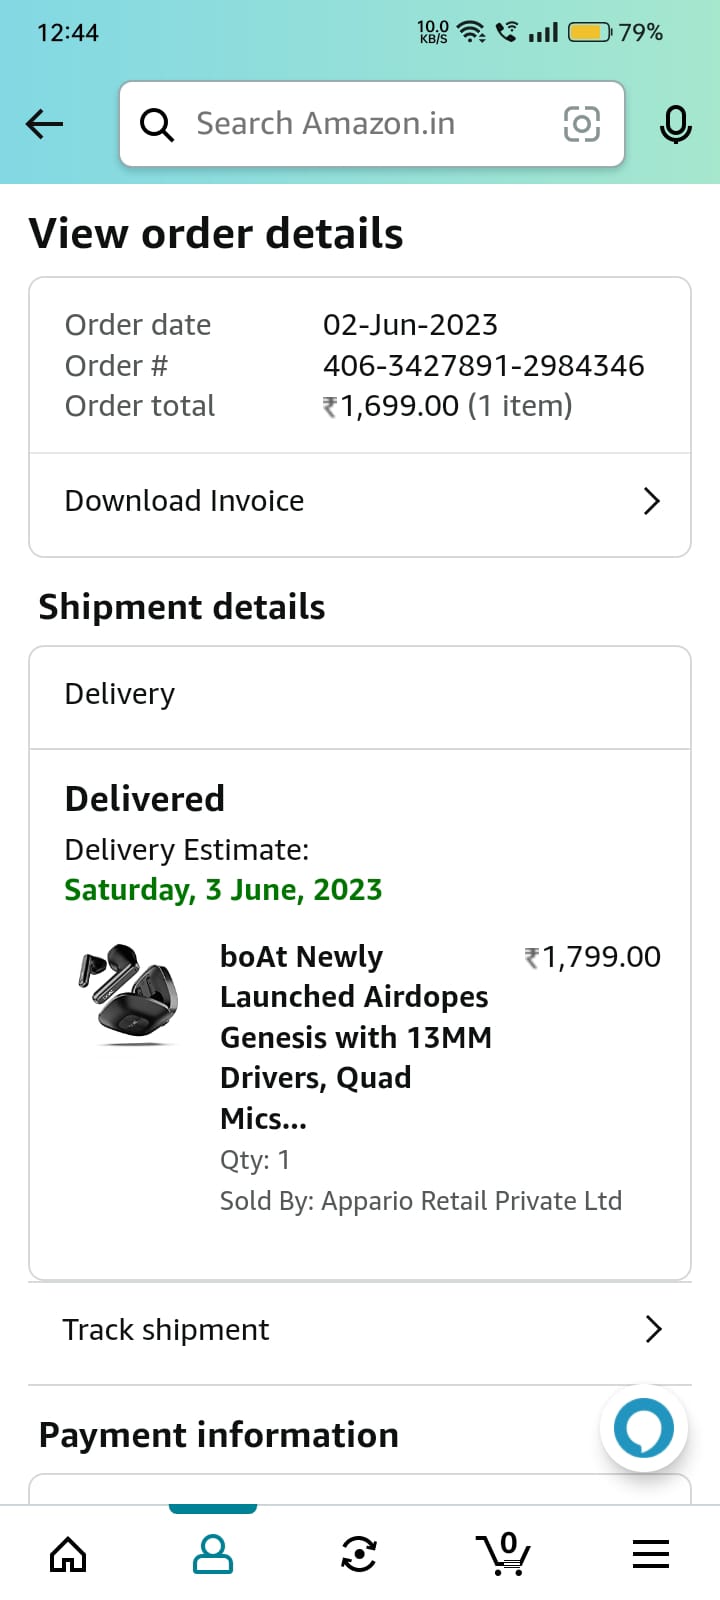 12:44
10.0
KB/S
79%
Search Amazon.in
View order details
Order date 02-Jun-2023
Order # 406-3427891-2984346
Order total ₹1,699.00 (1 item)
Download Invoice
Shipment details
Delivery
Delivered
Delivery Estimate:
Saturday, 3 June, 2023
boAt Newly ₹1,799.00
Launched Airdopes
Genesis with 13MM
Drivers, Quad
Mics...
Qty: 1
Sold By: Appario Retail Private Ltd
Track shipment
Payment information
0